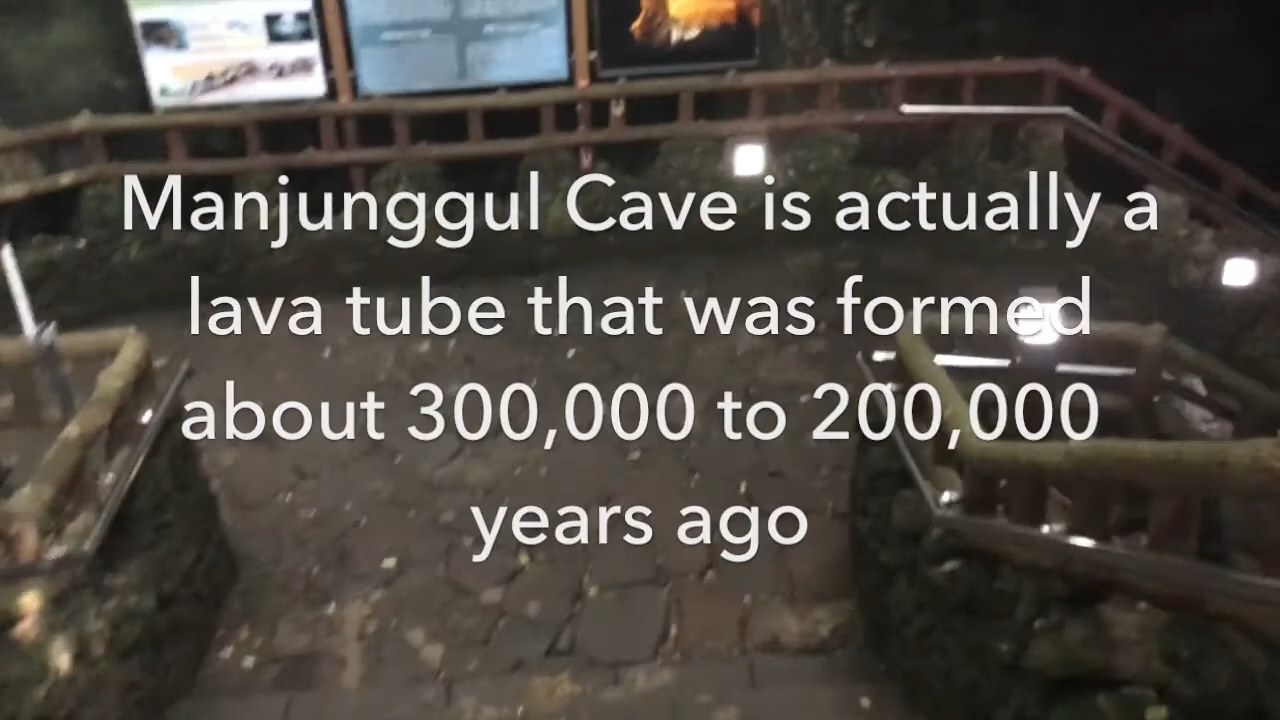 Manjunggul Cave is actually a
lava tube that was formed
about 300,000 to 200,000
years ago